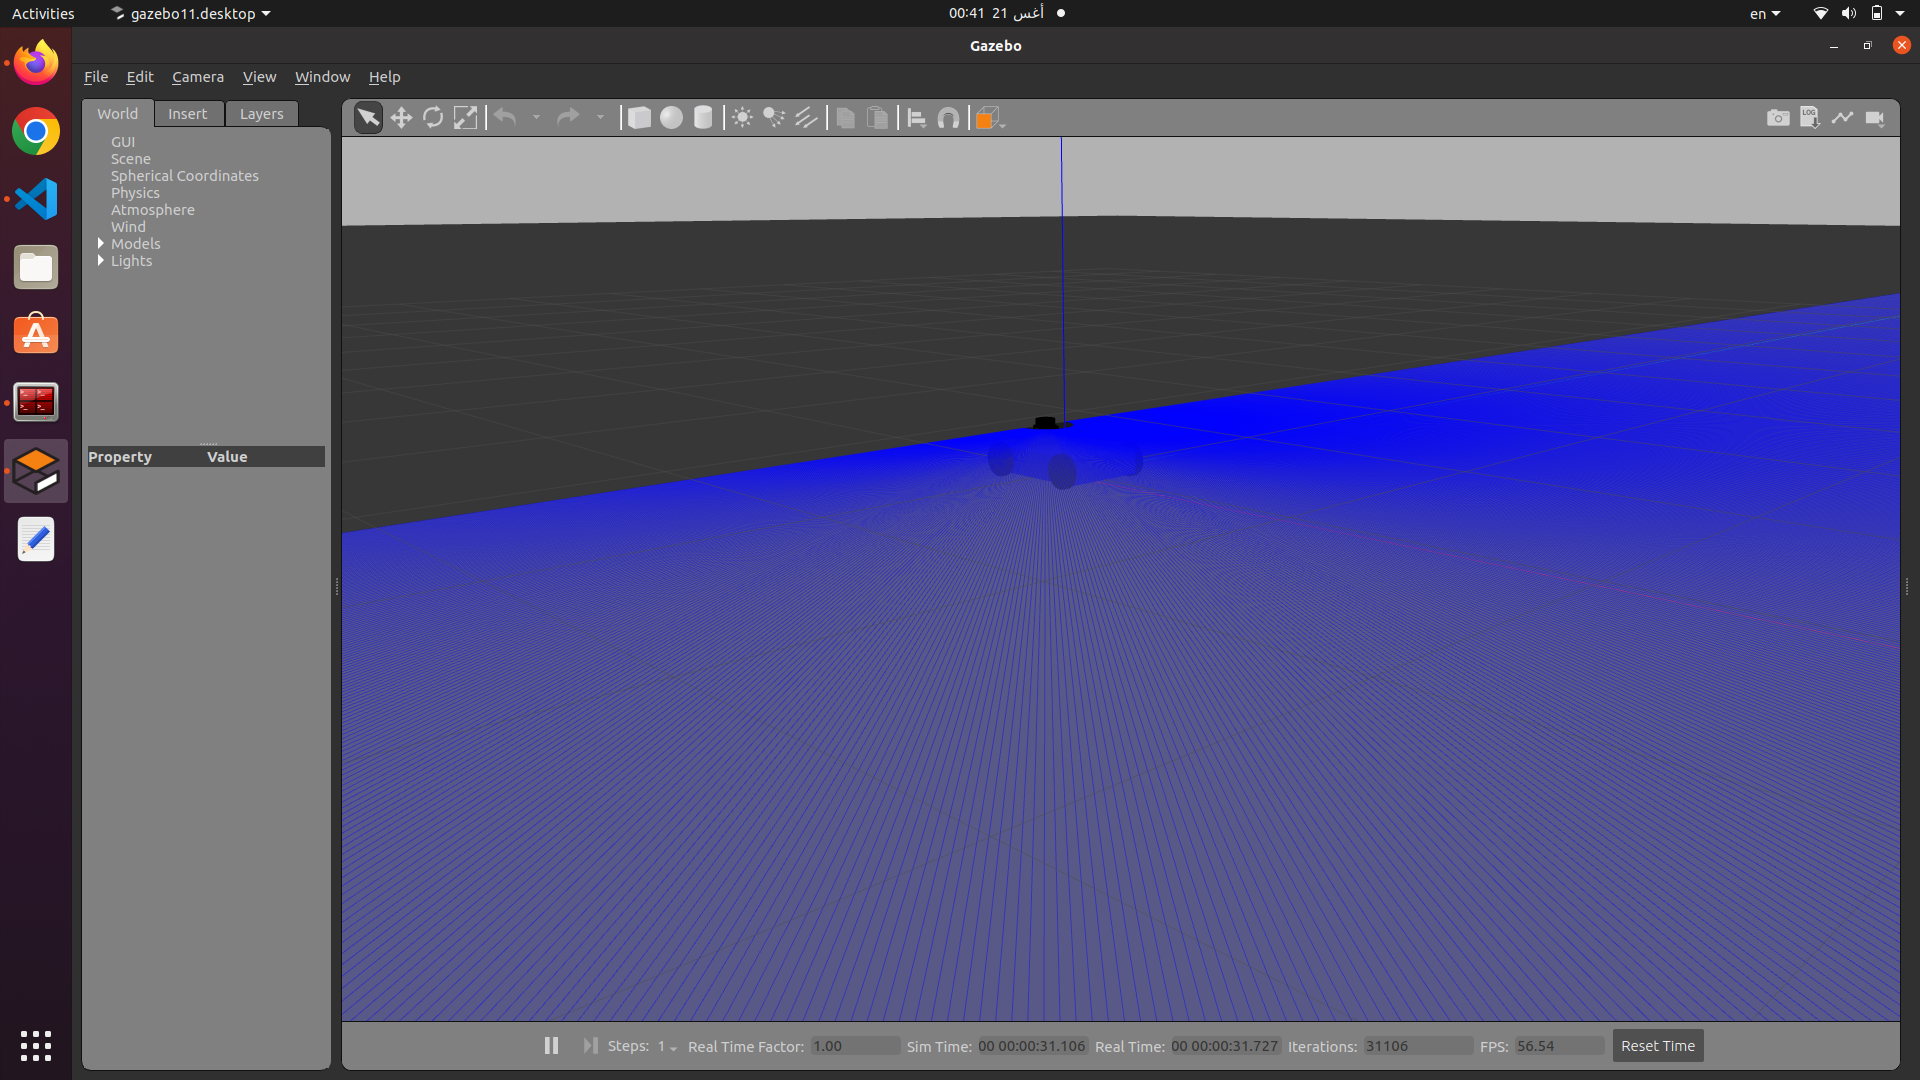 Activities
gazebo11.desktop
00:41 21 أغس
en
Gazebo
File Edit Camera View Window Help
World Insert Layers
GUI
Scene
Spherical Coordinates
Physics
Atmosphere
Wind
Models
Lights
Property Value
LOG
Steps: 1 Real Time Factor: 1.00 Sim Time: 00 00:00:31.106 Real Time: 00 00:00:31.727 Iterations: 31106 FPS: 56.54 Reset Time